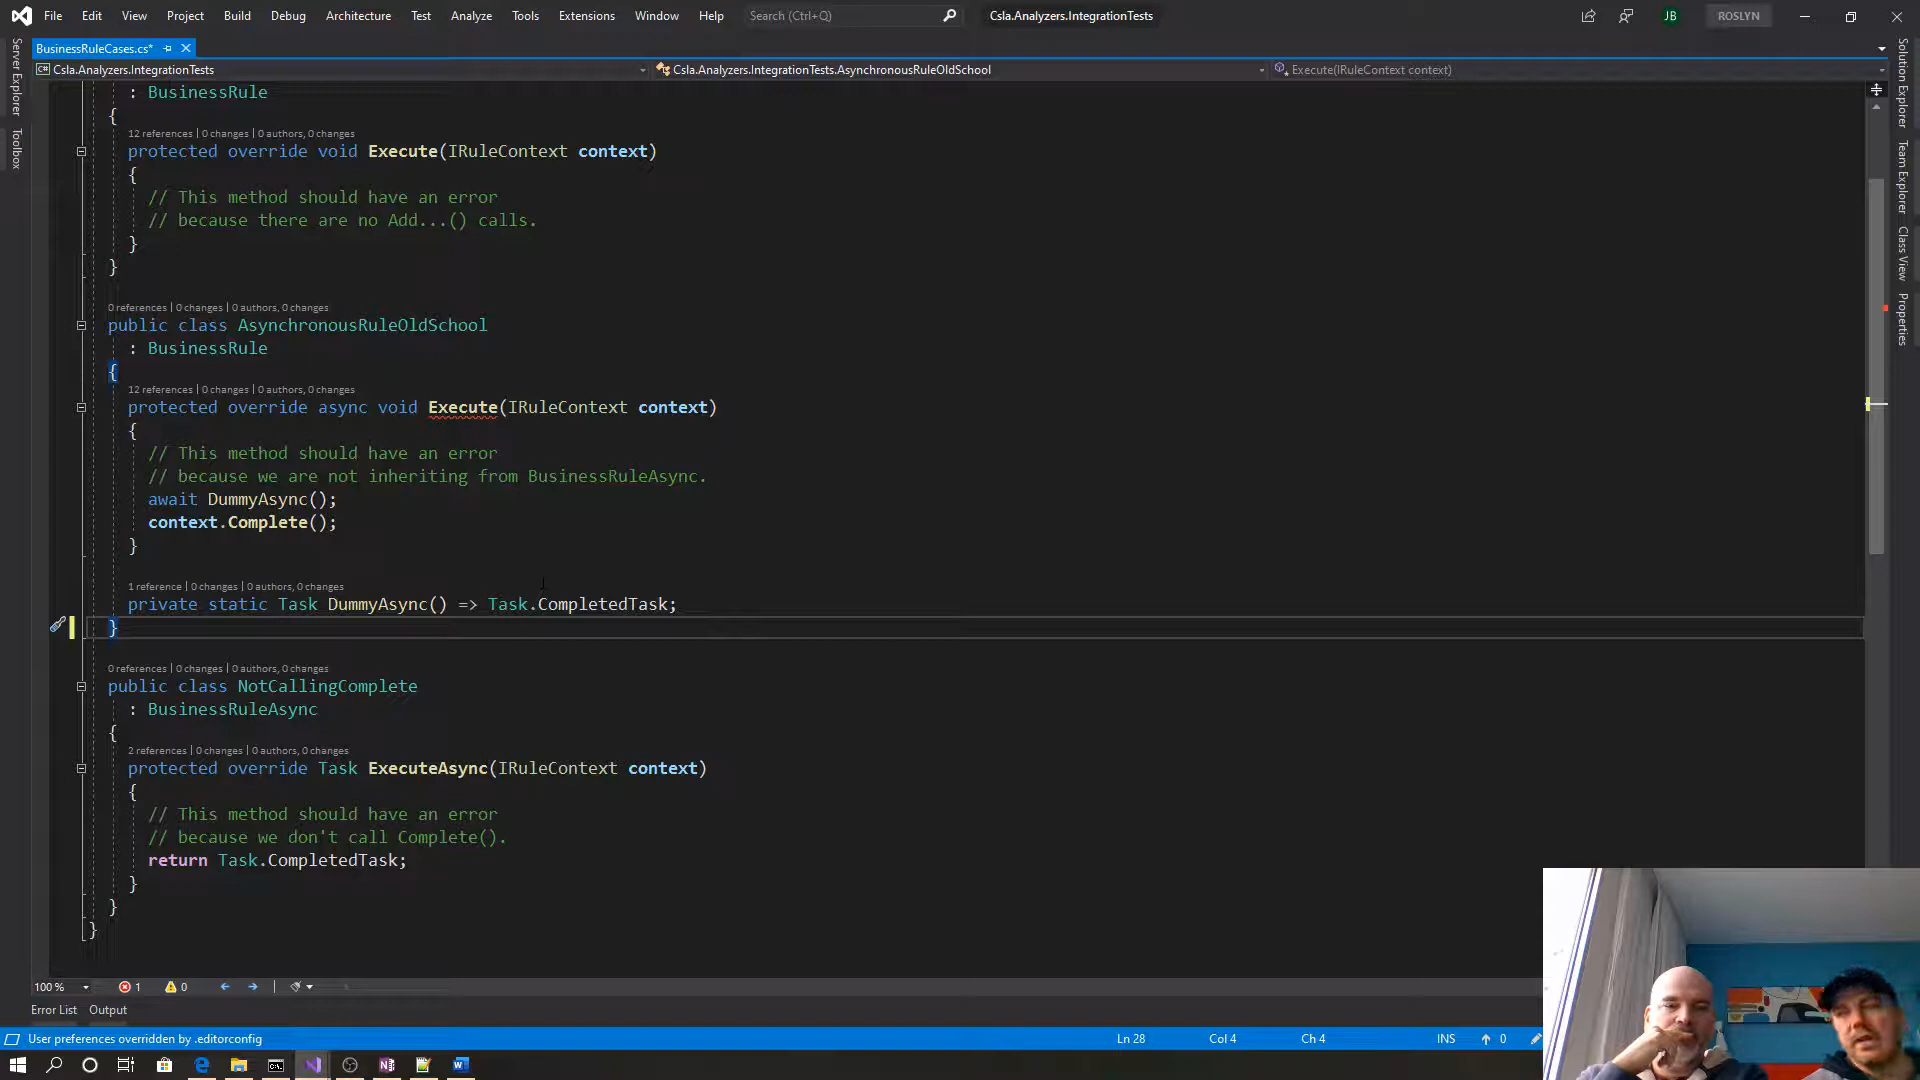 File Edit View Project Build Debug Architecture Test Analyze Tools Extensions Window Help Search (Ctrl+Q) Csla.Analyzers.IntegrationTests JB ROSLYN
BusinessRuleCases.cs*
Csla.Analyzers.IntegrationTests Csla.Analyzers.IntegrationTests.AsynchronousRuleOldSchool Execute(IRuleContext context)
Server Explorer
Toolbox
: BusinessRule
{
12 references | 0 changes | 0 authors, 0 changes
protected override void Execute(IRuleContext context)
{
// This method should have an error
// because there are no Add...() calls.
}
}
0 references | 0 changes | 0 authors, 0 changes
public class AsynchronousRuleOldSchool
: BusinessRule
{
12 references | 0 changes | 0 authors, 0 changes
protected override async void Execute(IRuleContext context)
{
// This method should have an error
// because we are not inheriting from BusinessRuleAsync.
await DummyAsync();
context.Complete();
}
1 reference | 0 changes | 0 authors, 0 changes
private static Task DummyAsync() => Task.CompletedTask;
}
0 references | 0 changes | 0 authors, 0 changes
public class NotCallingComplete
: BusinessRuleAsync
{
2 references | 0 changes | 0 authors, 0 changes
protected override Task ExecuteAsync(IRuleContext context)
{
// This method should have an error
// because we don't call Complete().
return Task.CompletedTask;
}
}
}
Solution Explorer
Team Explorer
Class View
Properties
100 % 1 0
Error List Output
User preferences overridden by .editorconfig Ln 28 Col 4 Ch 4 INS 0